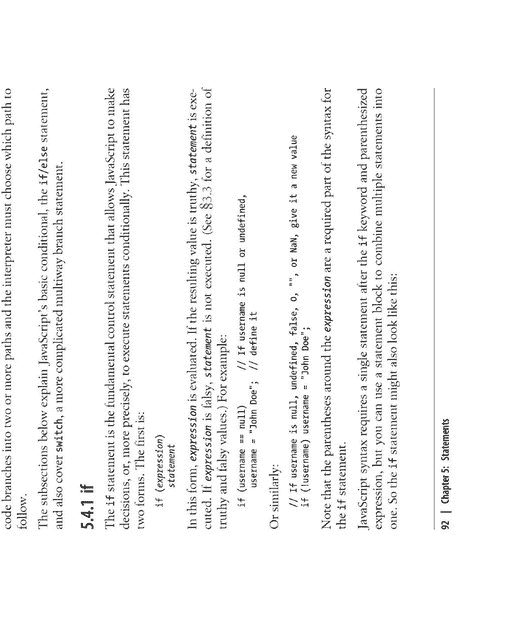 code branches into two or more paths and the interpreter must choose which path to
follow.
The subsections below explain JavaScript's basic conditional, the if/else statement,
and also cover switch, a more complicated multiway branch statement.
5.4.1 if
The if statement is the fundamental control statement that allows JavaScript to make
decisions, or, more precisely, to execute statements conditionally. This statement has
two forms. The first is:
if (expression)
statement
In this form, expression is evaluated. If the resulting value is truthy, statement is exe-
cuted. If expression is falsy, statement is not executed. (See §3.3 for a definition of
truthy and falsy values.) For example:
if (username == null) // If username is null or undefined,
username = "John Doe"; // define it
Or similarly:
// If username is null, undefined, false, 0, "", or NaN, give it a new value
if (!username) username = "John Doe";
Note that the parentheses around the expression are a required part of the syntax for
the if statement.
JavaScript syntax requires a single statement after the if keyword and parenthesized
expression, but you can use a statement block to combine multiple statements into
one. So the if statement might also look like this:
92 | Chapter 5: Statements